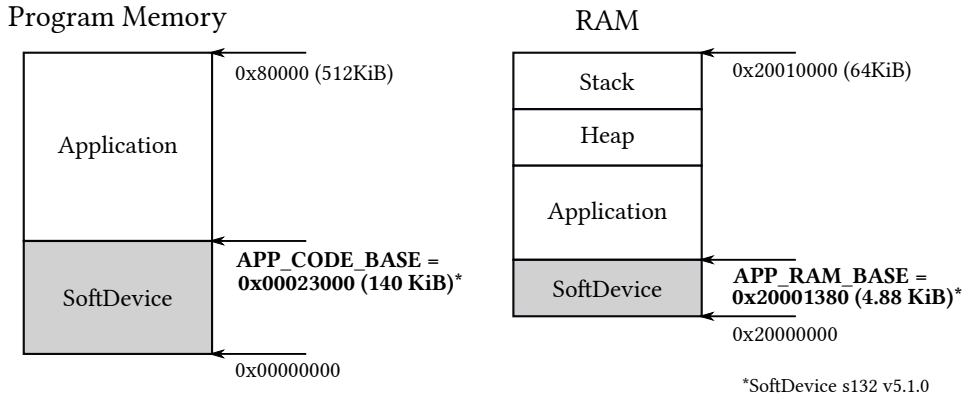 Program Memory
0x80000 (512KiB)
Application
APP_CODE_BASE =
0x00023000 (140 KiB)*
SoftDevice
0x00000000
RAM
0x20010000 (64KiB)
Stack
Heap
Application
APP_RAM_BASE =
0x20001380 (4.88 KiB)*
SoftDevice
0x20000000
*SoftDevice s132 v5.1.0